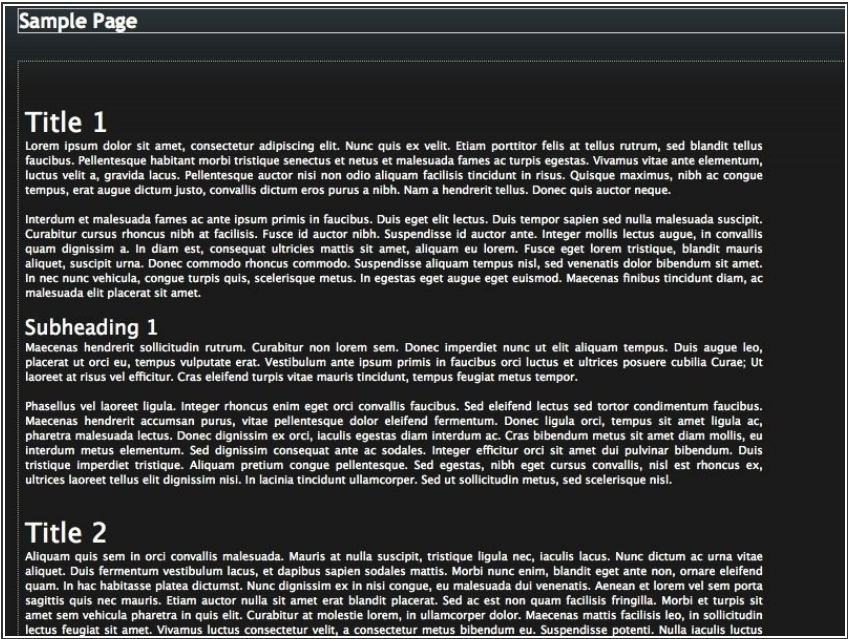 Sample Page
Title 1
Lorem ipsum dolor sit amet, consectetur adipiscing elit. Nunc quis ex velit. Etiam porttitor felis at tellus rutrum, sed blandit tellus
faucibus. Pellentesque habitant morbi tristique senectus et netus et malesuada fames ac turpis egestas. Vivamus vitae ante elementum,
luctus velit a, gravida lacus. Pellentesque auctor nisi non odio aliquam facilisis tincidunt in risus. Quisque maximus, nibh ac congue
tempus, erat augue dictum justo, convallis dictum eros purus a nibh. Nam a hendrerit tellus. Donec quis auctor neque.
Interdum et malesuada fames ac ante ipsum primis in faucibus. Duis eget elit lectus. Duis tempor sapien sed nulla malesuada suscipit.
Curabitur cursus rhoncus nibh at facilisis. Fusce id auctor nibh. Suspendisse id auctor ante. Integer mollis lectus augue, in convallis
quam dignissim a. In diam est, consequat ultricies mattis sit amet, aliquam eu lorem. Fusce eget lorem tristique, blandit mauris
aliquet, suscipit urna. Donec commodo rhoncus commodo. Suspendisse aliquam tempus nisl, sed venenatis dolor bibendum sit amet.
In nec nunc vehicula, congue turpis quis, scelerisque metus. In egestas eget augue eget euismod. Maecenas finibus tincidunt diam, ac
malesuada elit placerat sit amet.
Subheading 1
Maecenas hendrerit sollicitudin rutrum. Curabitur non lorem sem. Donec imperdiet nunc ut elit aliquam tempus. Duis augue leo,
placerat ut orci eu, tempus vulputate erat. Vestibulum ante ipsum primis in faucibus orci luctus et ultrices posuere cubilia Curae; Ut
laoreet at risus vel efficitur. Cras eleifend turpis vitae mauris tincidunt, tempus feugiat metus tempor.
Phasellus vel laoreet ligula. Integer rhoncus enim eget orci convallis faucibus. Sed eleifend lectus sed tortor condimentum faucibus.
Maecenas hendrerit accumsan purus, vitae pellentesque dolor eleifend fermentum. Donec ligula orci, tempus sit amet ligula ac,
pharetra malesuada lectus. Donec dignissim ex orci, iaculis egestas diam interdum ac. Cras bibendum metus sit amet diam mollis, eu
interdum metus elementum. Sed dignissim consequat ante ac sodales. Integer efficitur orci sit amet dui pulvinar bibendum. Duis
tristique imperdiet tristique. Aliquam pretium congue pellentesque. Sed egestas, nibh eget cursus convallis, nisl est rhoncus ex,
ultrices laoreet tellus elit dignissim nisi. In lacinia tincidunt ullamcorper. Sed ut sollicitudin metus, sed scelerisque nisl.
Title 2
Aliquam quis sem in orci convallis malesuada. Mauris at nulla suscipit, tristique ligula nec, iaculis lacus. Nunc dictum ac urna vitae
aliquet. Duis fermentum vestibulum lacus, et dapibus sapien sodales mattis. Morbi nunc enim, blandit eget ante non, ornare eleifend
quam. In hac habitasse platea dictumst. Nunc dignissim ex in nisi congue, eu malesuada dui venenatis. Aenean et lorem vel sem porta
sagittis quis nec mauris. Etiam auctor nulla sit amet erat blandit placerat. Sed ac est non quam facilisis fringilla. Morbi et turpis sit
amet sem vehicula pharetra in quis elit. Curabitur at molestie lorem, in ullamcorper dolor. Maecenas mattis facilisis leo, in sollicitudin
lectus feugiat sit amet. Vivamus luctus consectetur velit, a consectetur metus bibendum eu. Suspendisse potenti. Nulla iaculis luctus